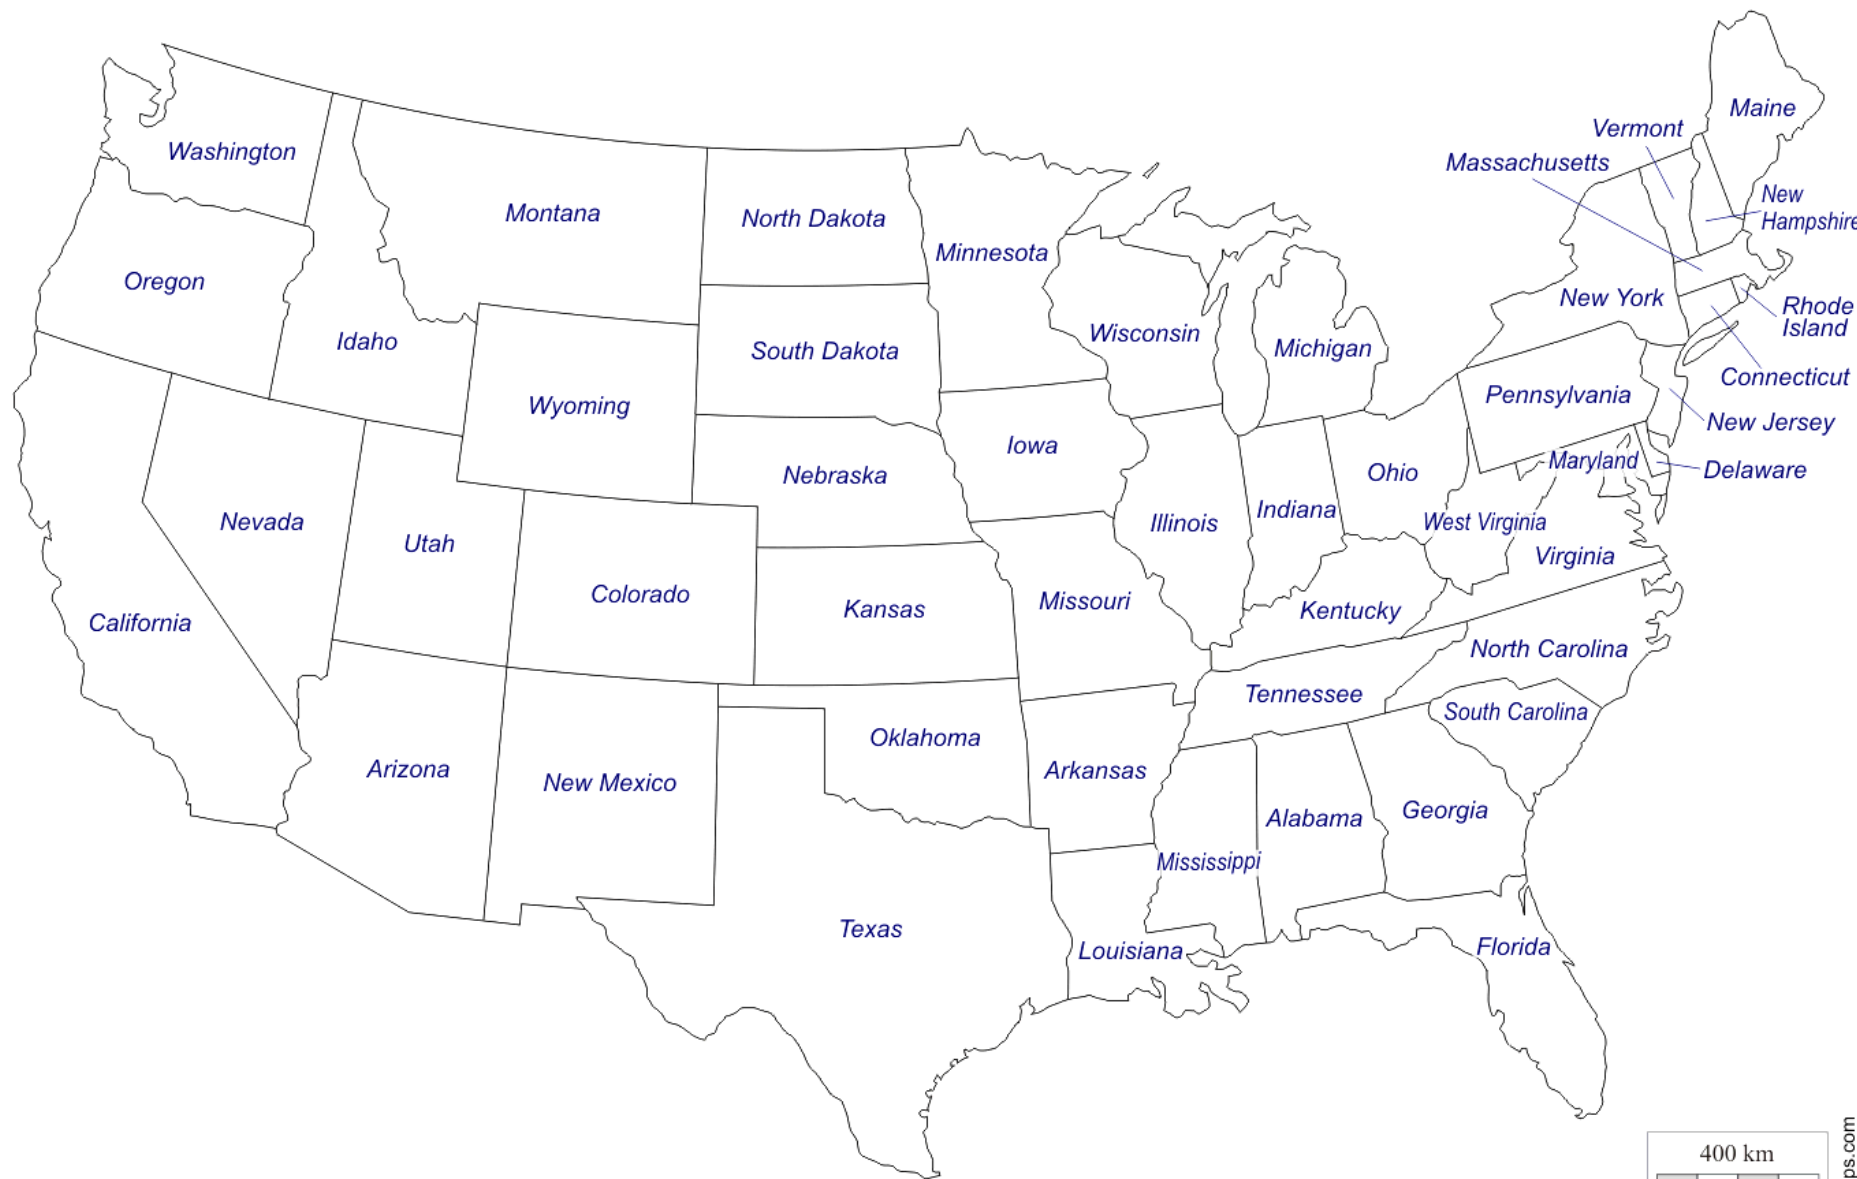 Maine
Vermont
Massachusetts
Washington
New
Hampshire
Montana
North Dakota
Minnesota
Oregon
New York
Rhode
Island
Wisconsin
Idaho
Michigan
South Dakota
Connecticut
Pennsylvania
Wyoming
New Jersey
Iowa
Maryland
Delaware
Ohio
Nebraska
Indiana
Nevada
Illinois
West Virginia
Utah
Virginia
Colorado
Missouri
Kansas
Kentucky
California
North Carolina
Tennessee
South Carolina
Oklahoma
Arizona
Arkansas
New Mexico
Georgia
Alabama
Mississippi
Texas
Florida
Louisiana
400 km
ps.com